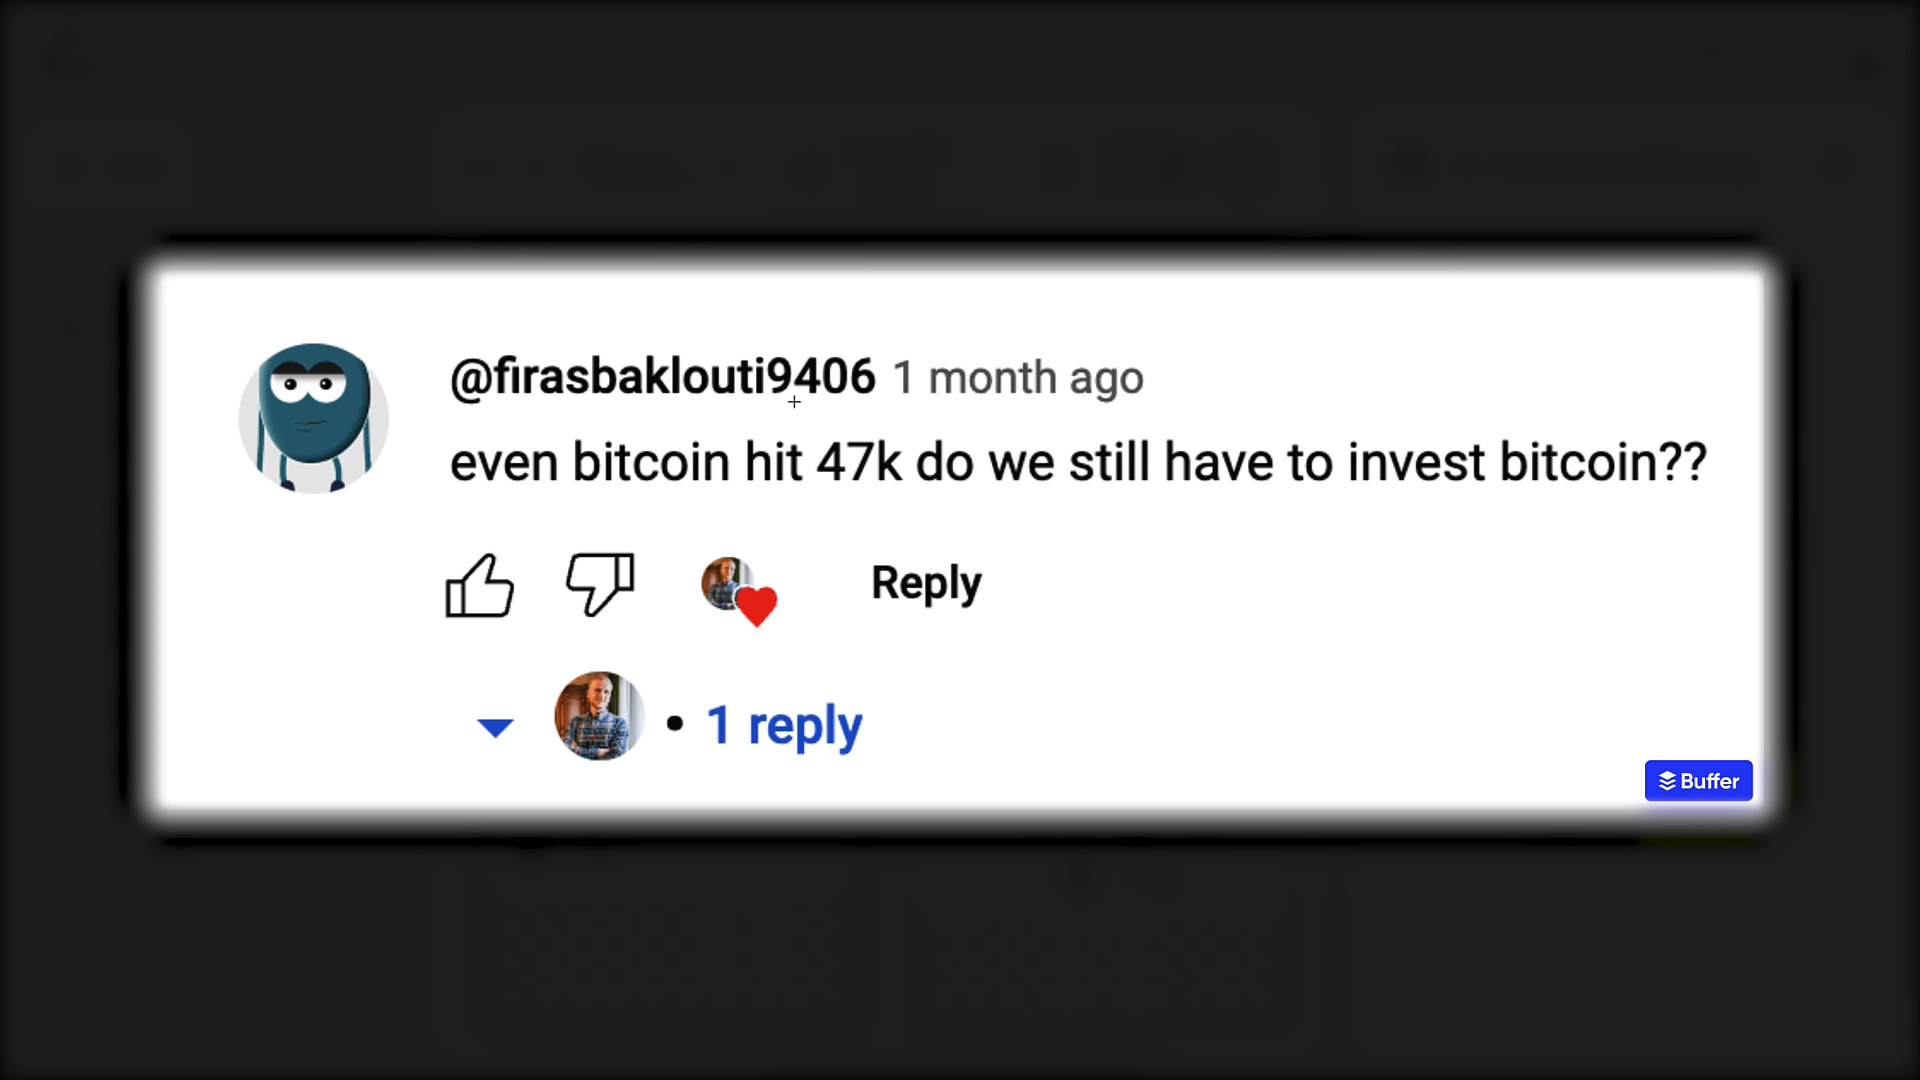 @firasbaklouti9406 1 month ago
even bitcoin hit 47k do we still have to invest bitcoin??
Reply
• 1 reply
Buffer